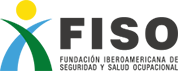 FISO
FUNDACIÓN IBEROAMERICANA DE
SEGURIDAD Y SALUD OCUPACIONAL